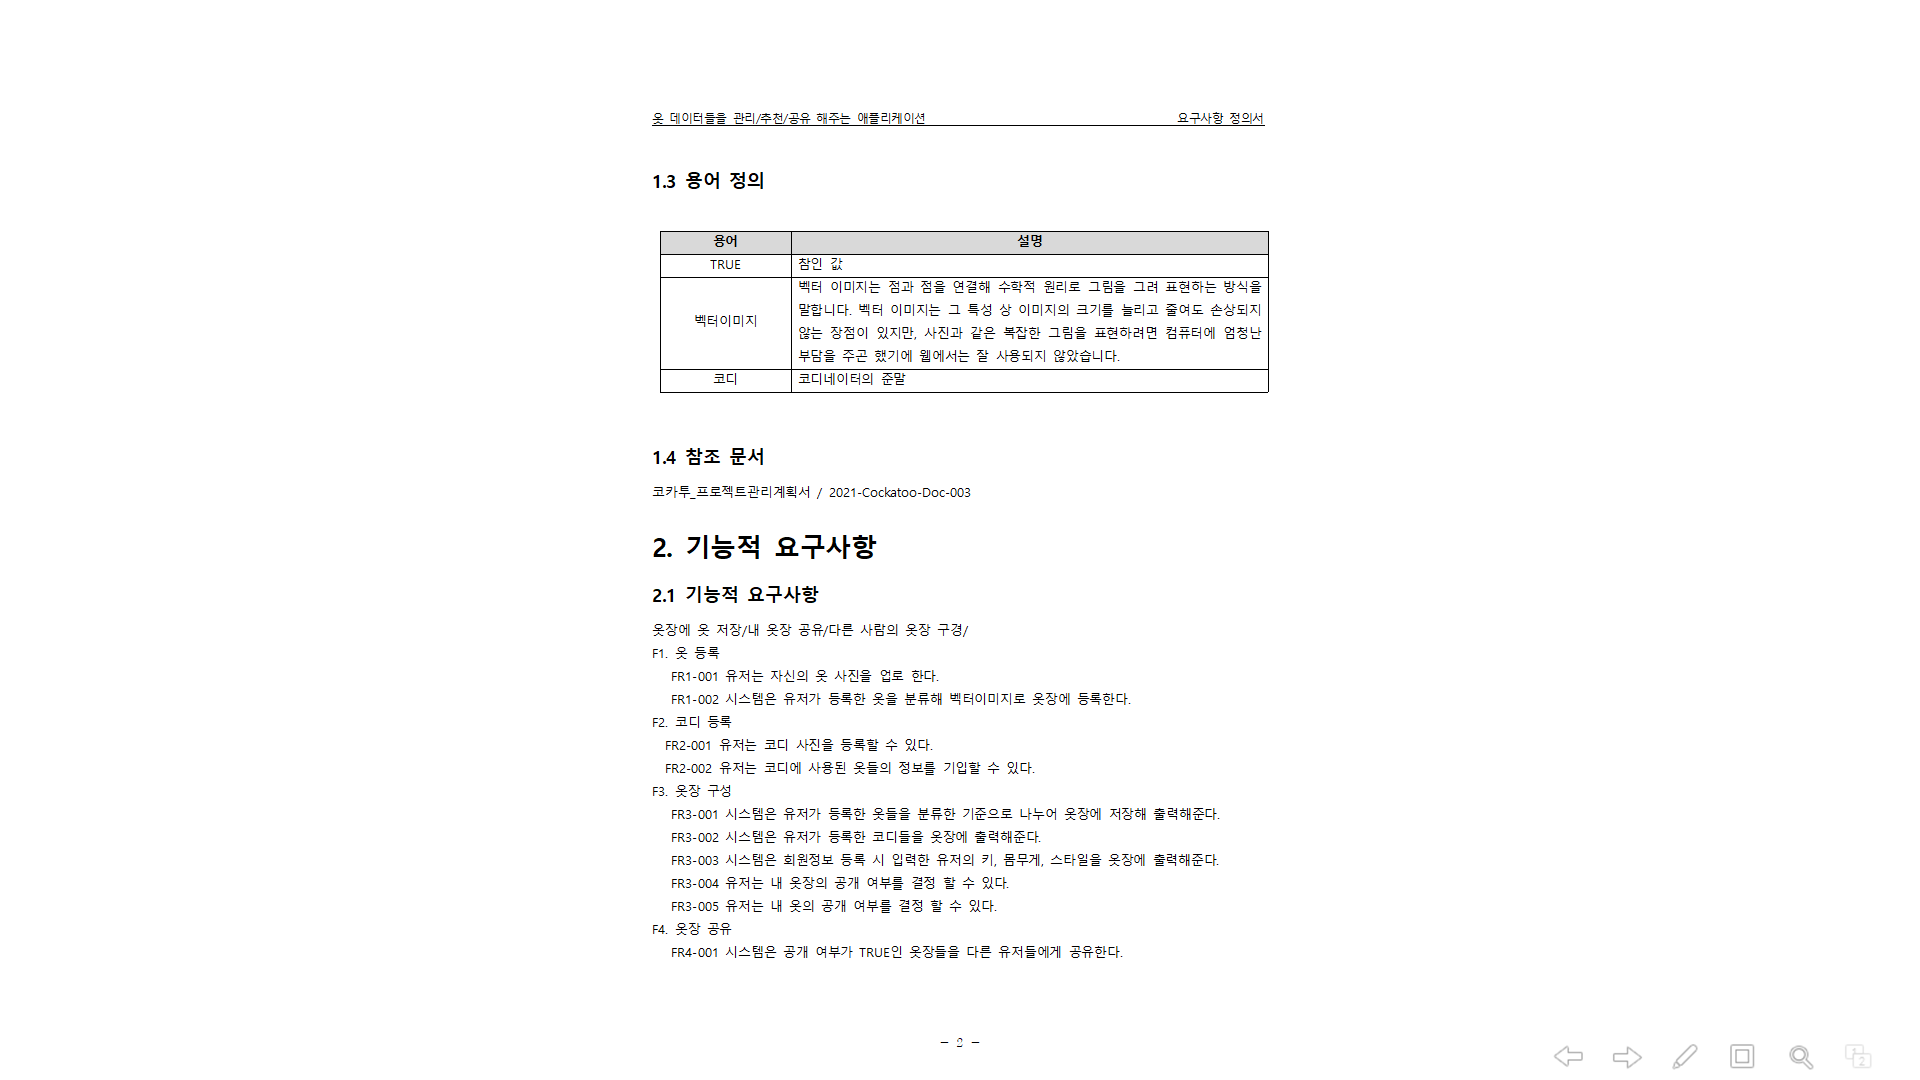 옷 데이터들을 관리/추천/공유 해주는 애플리케이션 요구사항 정의서
1.3 용어 정의
용어 설명
TRUE 참인 값
벡터이미지 벡터 이미지는 점과 점을 연결해 수학적 원리로 그림을 그려 표현하는 방식을
말합니다. 벡터 이미지는 그 특성 상 이미지의 크기를 늘리고 줄여도 손상되지
않는 장점이 있지만, 사진과 같은 복잡한 그림을 표현하려면 컴퓨터에 엄청난
부담을 주곤 했기에 웹에서는 잘 사용되지 않았습니다.
코디 코디네이터의 준말
1.4 참조 문서
코카투_프로젝트관리계획서 / 2021-Cockatoo-Doc-003
2. 기능적 요구사항
2.1 기능적 요구사항
옷장에 옷 저장/내 옷장 공유/다른 사람의 옷장 구경/
F1. 옷 등록
FR1-001 유저는 자신의 옷 사진을 업로 한다.
FR1-002 시스템은 유저가 등록한 옷을 분류해 벡터이미지로 옷장에 등록한다.
F2. 코디 등록
FR2-001 유저는 코디 사진을 등록할 수 있다.
FR2-002 유저는 코디에 사용된 옷들의 정보를 기입할 수 있다.
F3. 옷장 구성
FR3-001 시스템은 유저가 등록한 옷들을 분류한 기준으로 나누어 옷장에 저장해 출력해준다.
FR3-002 시스템은 유저가 등록한 코디들을 옷장에 출력해준다.
FR3-003 시스템은 회원정보 등록 시 입력한 유저의 키, 몸무게, 스타일을 옷장에 출력해준다.
FR3-004 유저는 내 옷장의 공개 여부를 결정 할 수 있다.
FR3-005 유저는 내 옷의 공개 여부를 결정 할 수 있다.
F4. 옷장 공유
FR4-001 시스템은 공개 여부가 TRUE인 옷장들을 다른 유저들에게 공유한다.
- 2 -